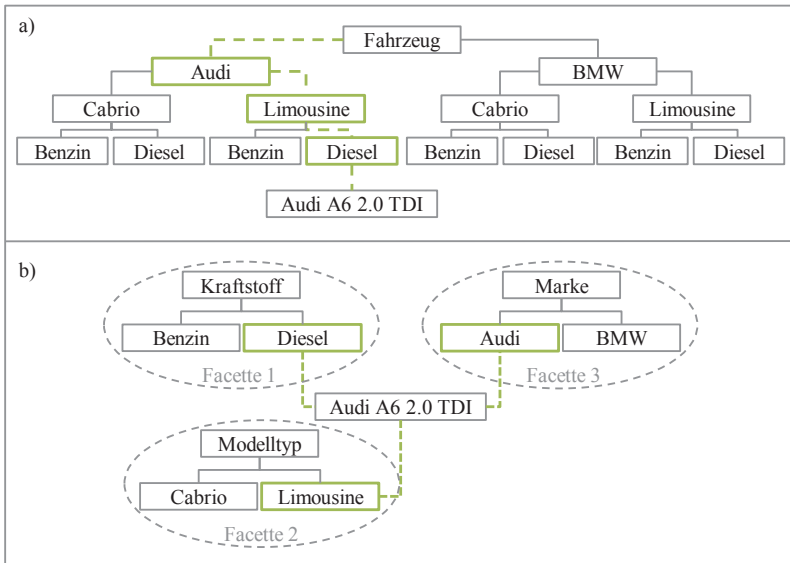 a)
Fahrzeug
Audi
BMW
Cabrio
Limousine
Cabrio
Limousine
Benzin
Diesel
Benzin
Diesel
Benzin
Diesel
Benzin
Diesel
Audi A6 2.0 TDI
b)
Kraftstoff
Marke
Benzin
Diesel
Audi
BMW
Facette 1
Facette 3
Audi A6 2.0 TDI
Modelltyp
Cabrio
Limousine
Facette 2